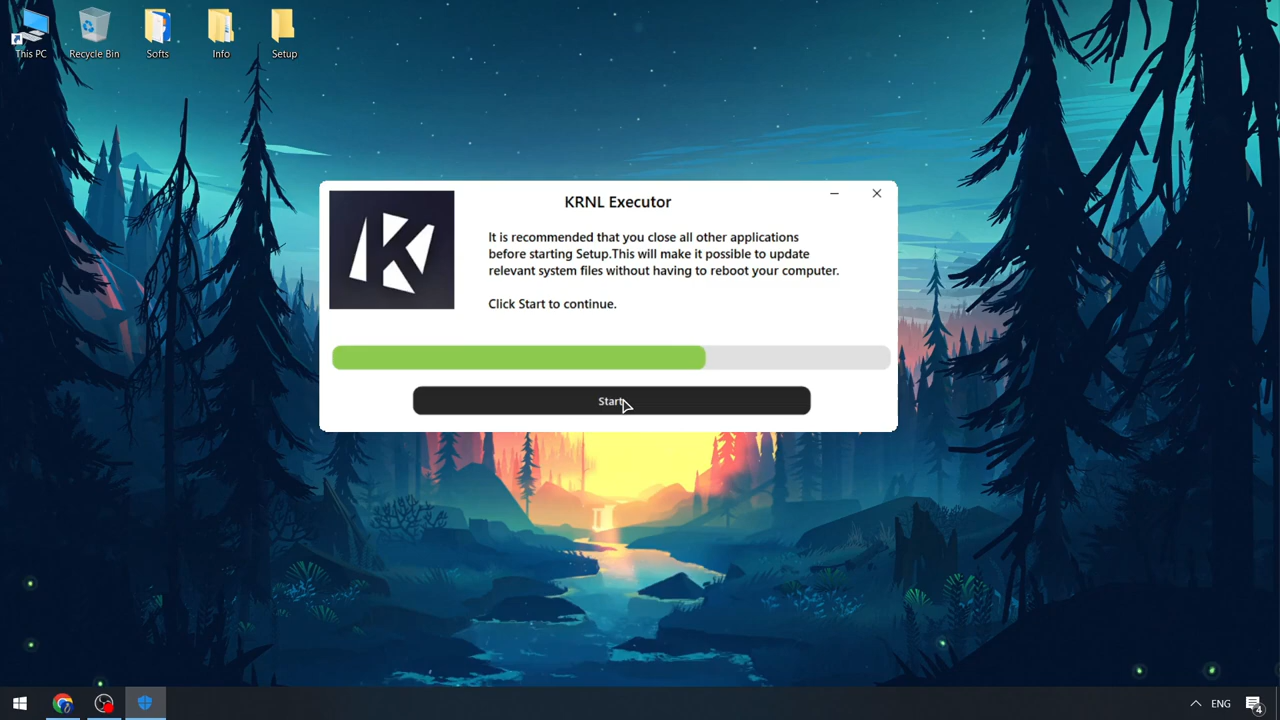 This PC
Recycle Bin
Softs
Info
Setup
KRNL Executor
It is recommended that you close all other applications
before starting Setup.This will make it possible to update
relevant system files without having to reboot your computer.
Click Start to continue.
Start
ENG
4